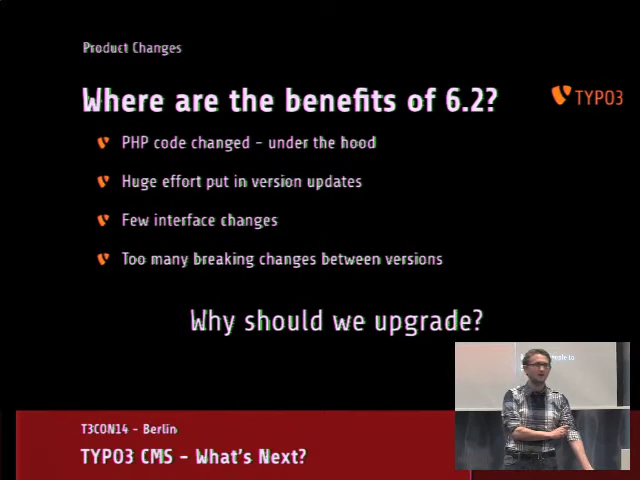 Product Changes
Where are the benefits of 6.2?
TYPO3
PHP code changed - under the hood
Huge effort put in version updates
Few interface changes
Too many breaking changes between versions
Why should we upgrade?
T3CON14 - Berlin
TYPO3 CMS - What's Next?